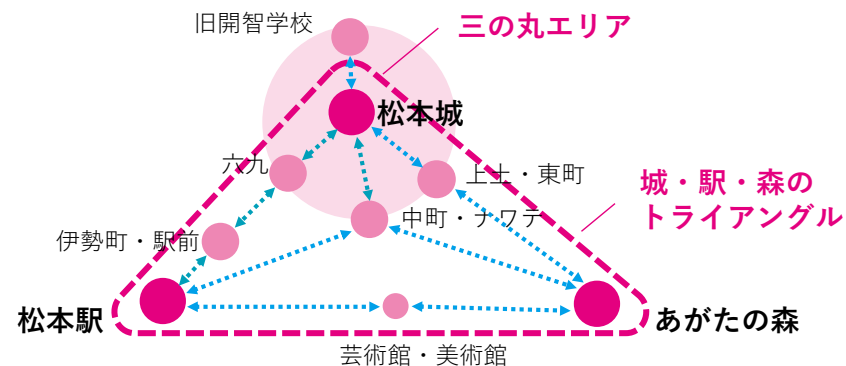 旧開智学校
三の丸エリア
松本城
六九
上土・東町
城・駅・森の
トライアングル
中町・ナワテ
伊勢町・駅前
松本駅
あがたの森
芸術館・美術館